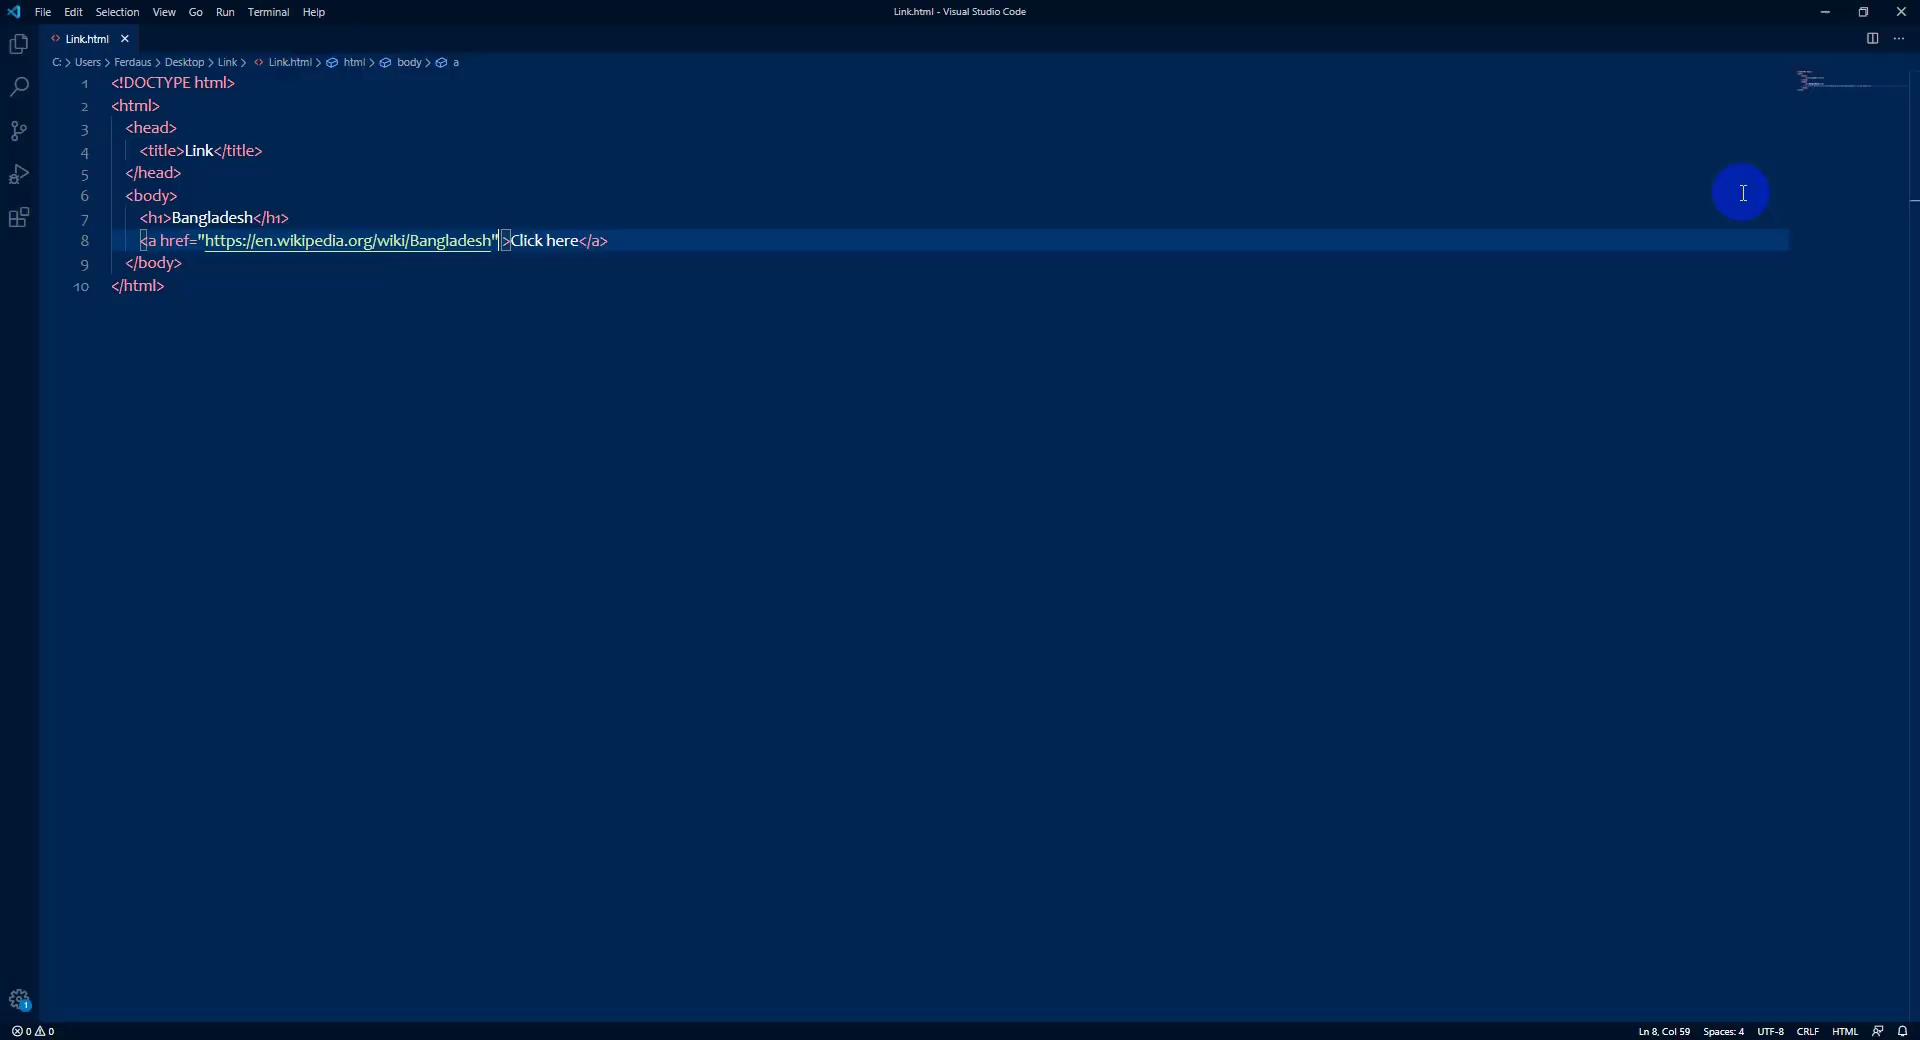 File Edit Selection View Go Run Terminal Help Link.html - Visual Studio Code
Link.html
C: > Users > Ferdaus > Desktop > Link > Link.html > html > body > a
1 <!DOCTYPE html>
2 <html>
3 <head>
4 <title>Link</title>
5 </head>
6 <body>
7 <h1>Bangladesh</h1>
8 <a href="https://en.wikipedia.org/wiki/Bangladesh">Click here</a>
9 </body>
10 </html>
1
0 0 Ln 8, Col 59 Spaces: 4 UTF-8 CRLF HTML